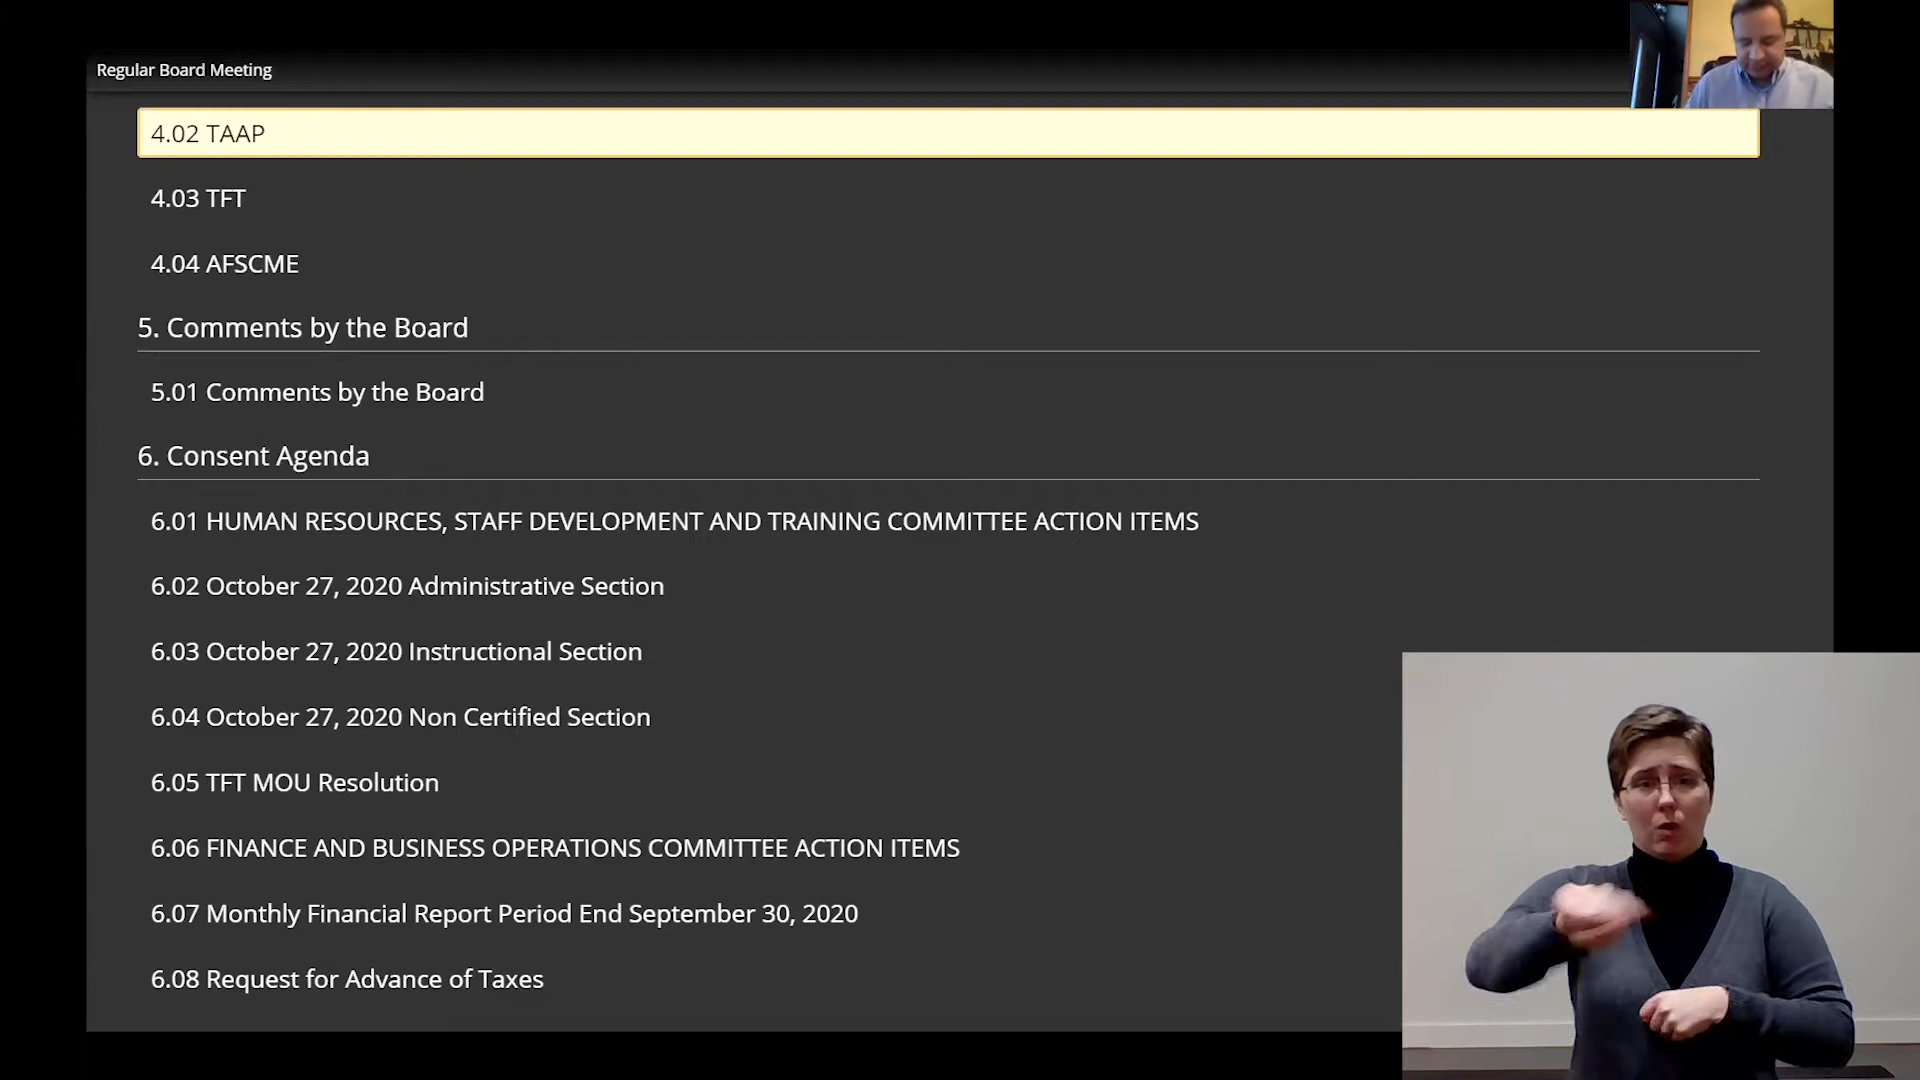 Regular Board Meeting
4.02 TAAP
4.03 TFT
4.04 AFSCME
5. Comments by the Board
5.01 Comments by the Board
6. Consent Agenda
6.01 HUMAN RESOURCES, STAFF DEVELOPMENT AND TRAINING COMMITTEE ACTION ITEMS
6.02 October 27, 2020 Administrative Section
6.03 October 27, 2020 Instructional Section
6.04 October 27, 2020 Non Certified Section
6.05 TFT MOU Resolution
6.06 FINANCE AND BUSINESS OPERATIONS COMMITTEE ACTION ITEMS
6.07 Monthly Financial Report Period End September 30, 2020
6.08 Request for Advance of Taxes